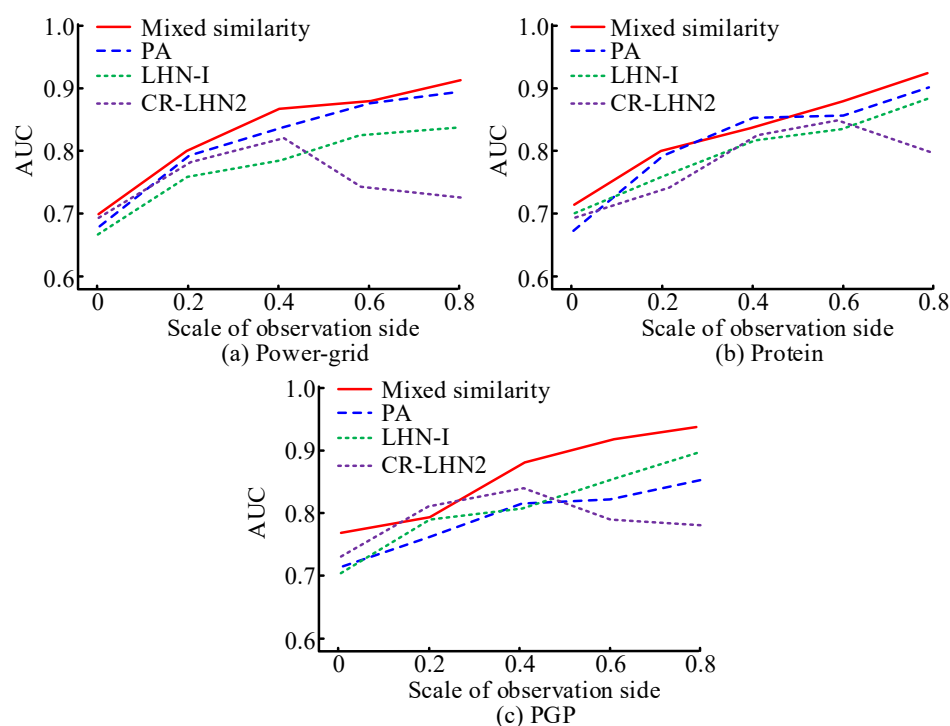 1.0
0.9
0.8
0.7
0.6
AUC
Mixed similarity
PA
LHN-I
CR-LHN2
0 0.2 0.4 0.6 0.8
Scale of observation side
(a) Power-grid
1.0
0.9
0.8
0.7
0.6
AUC
Mixed similarity
PA
LHN-I
CR-LHN2
0 0.2 0.4 0.6 0.8
Scale of observation side
(b) Protein
1.0
0.9
0.8
0.7
0.6
AUC
Mixed similarity
PA
LHN-I
CR-LHN2
0 0.2 0.4 0.6 0.8
Scale of observation side
(c) PGP